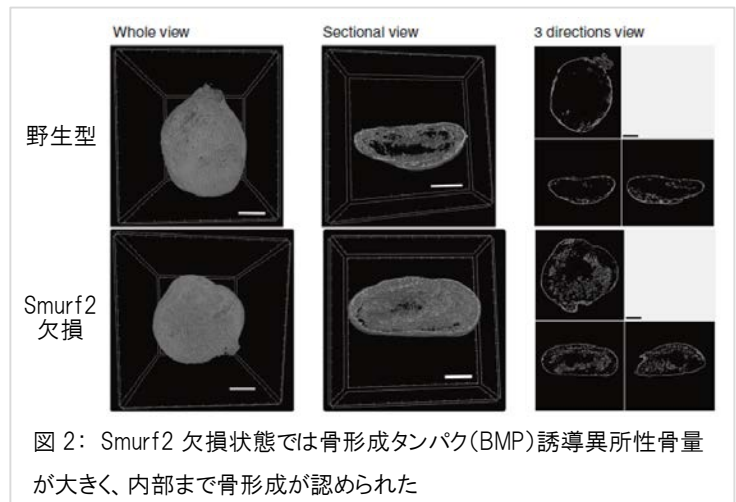 Whole view Sectional view 3 directions view
野生型
Smurf2
欠損
図 2: Smurf2 欠損状態では骨形成タンパク(BMP)誘導異所性骨量
が大きく、内部まで骨形成が認められた